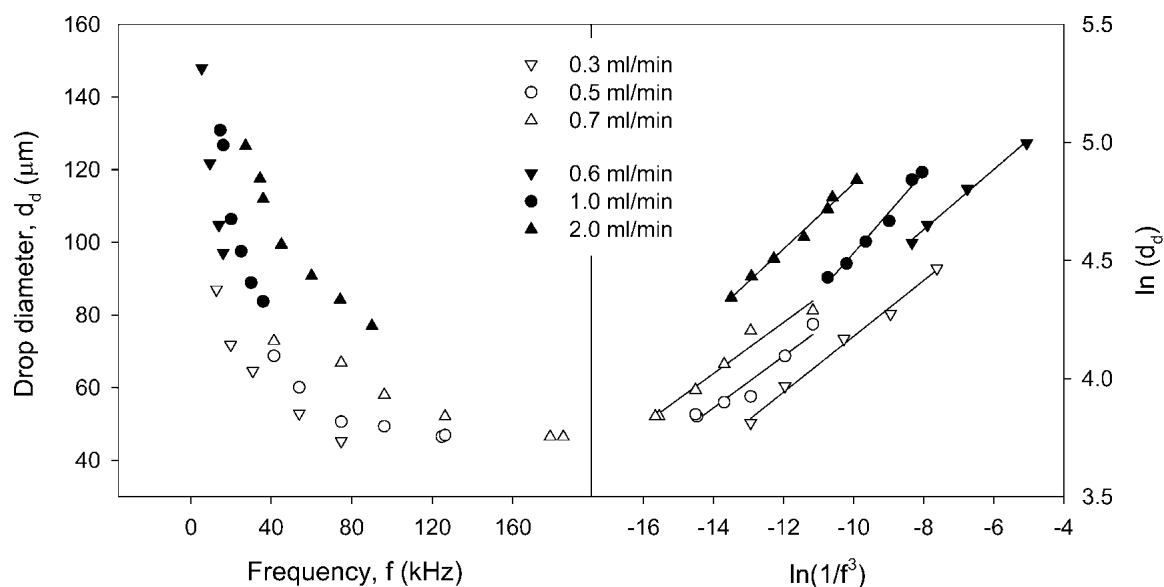 160
140
120
100
80
60
40
Drop diameter, d_d (μm)
0 40 80 120 160
Frequency, f (kHz)
0.3 ml/min
0.5 ml/min
0.7 ml/min
0.6 ml/min
1.0 ml/min
2.0 ml/min
5.5
5.0
4.5
4.0
3.5
ln (d_d)
-16 -14 -12 -10 -8 -6 -4
ln(1/f³)